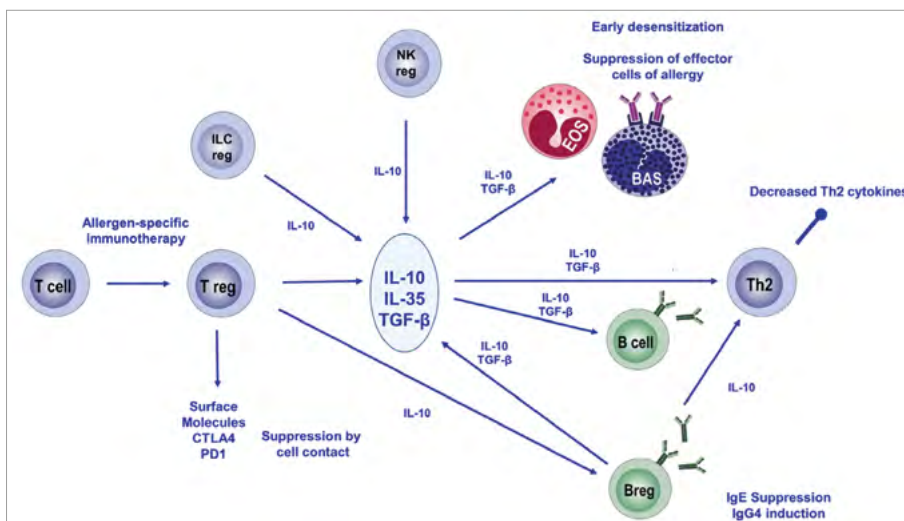 Early desensitization
Suppression of effector
cells of allergy
NK
reg
EOS
BAS
ILC
reg
IL-10
IL-10
TGF-β
Decreased Th2 cytokines
Allergen-specific
immunotherapy
IL-10
T cell
T reg
IL-10
IL-35
TGF-β
IL-10
TGF-β
Th2
IL-10
TGF-β
B cell
IL-10
TGF-β
IL-10
IL-10
Surface
Molecules
CTLA4
PD1
Suppression by
cell contact
Breg
IgE Suppression
IgG4 induction